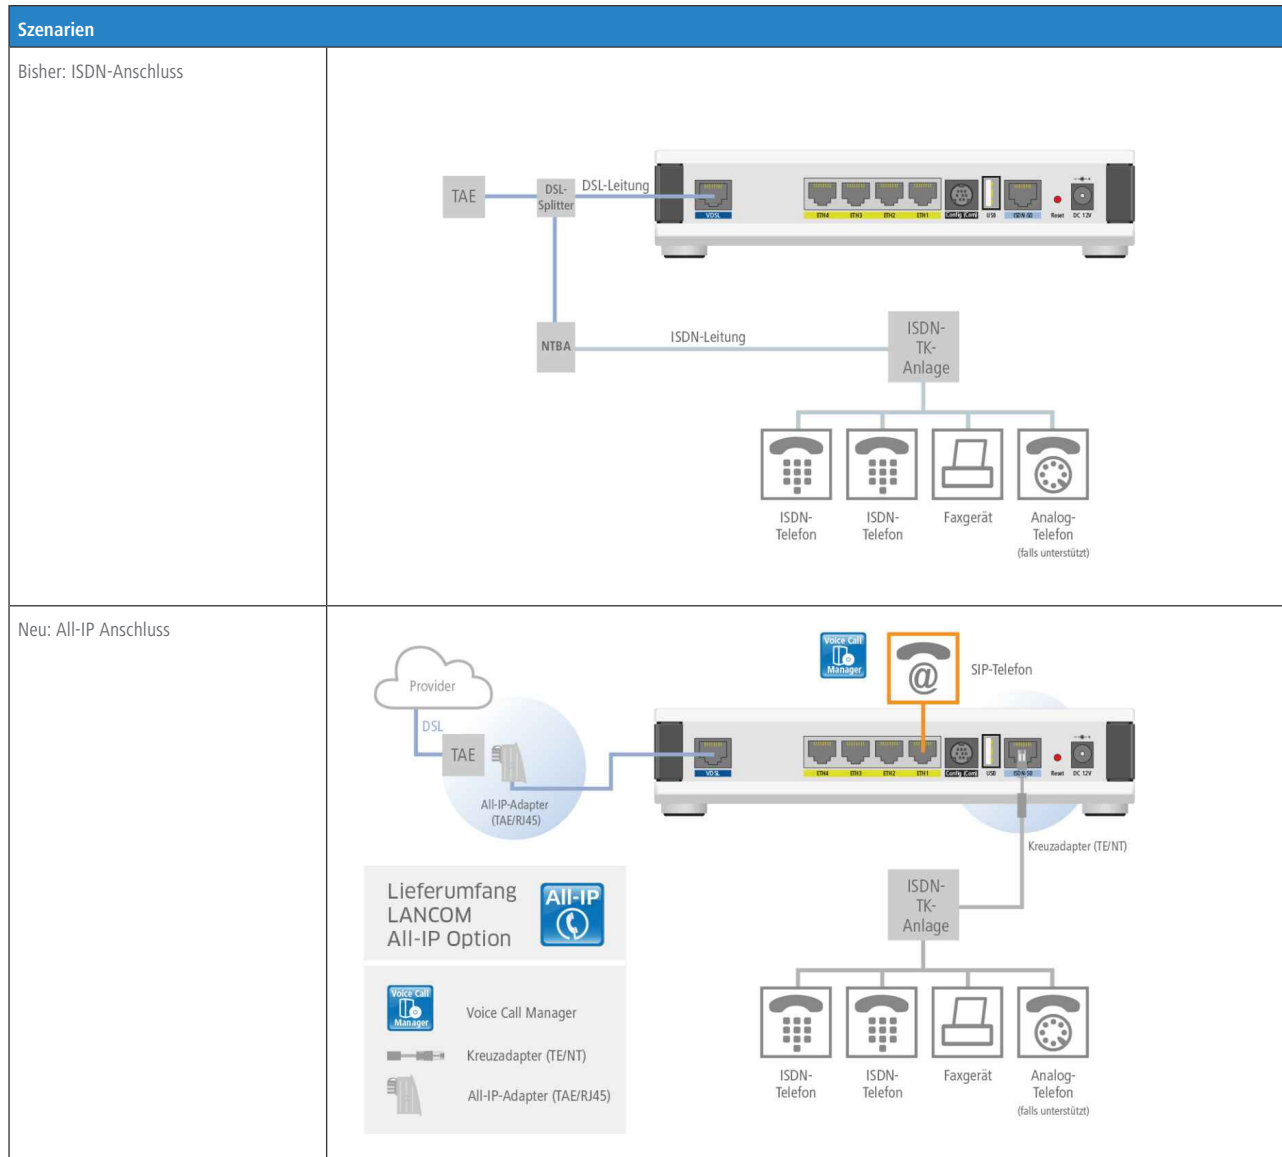 Szenarien
Bisher: ISDN-Anschluss
TAE
DSL-
Splitter
DSL-Leitung
VDSL
ETH4
ETH3
ETH2
ETH1
Config (Com)
USB
ISDN-S0
Reset
DC 12V
NTBA
ISDN-Leitung
ISDN-
TK-
Anlage
ISDN-
Telefon
ISDN-
Telefon
Faxgerät
Analog-
Telefon
(falls unterstützt)
Neu: All-IP Anschluss
Provider
DSL
TAE
All-IP-Adapter
(TAE/RJ45)
Voice Call
Manager
@
SIP-Telefon
VDSL
ETH4
ETH3
ETH2
ETH1
Config (Com)
USB
ISDN-S0
Reset
DC 12V
Kreuzadapter (TE/NT)
ISDN-
TK-
Anlage
Lieferumfang
LANCOM
All-IP Option
All-IP
Voice Call
Manager
Voice Call Manager
Kreuzadapter (TE/NT)
All-IP-Adapter (TAE/RJ45)
ISDN-
Telefon
ISDN-
Telefon
Faxgerät
Analog-
Telefon
(falls unterstützt)